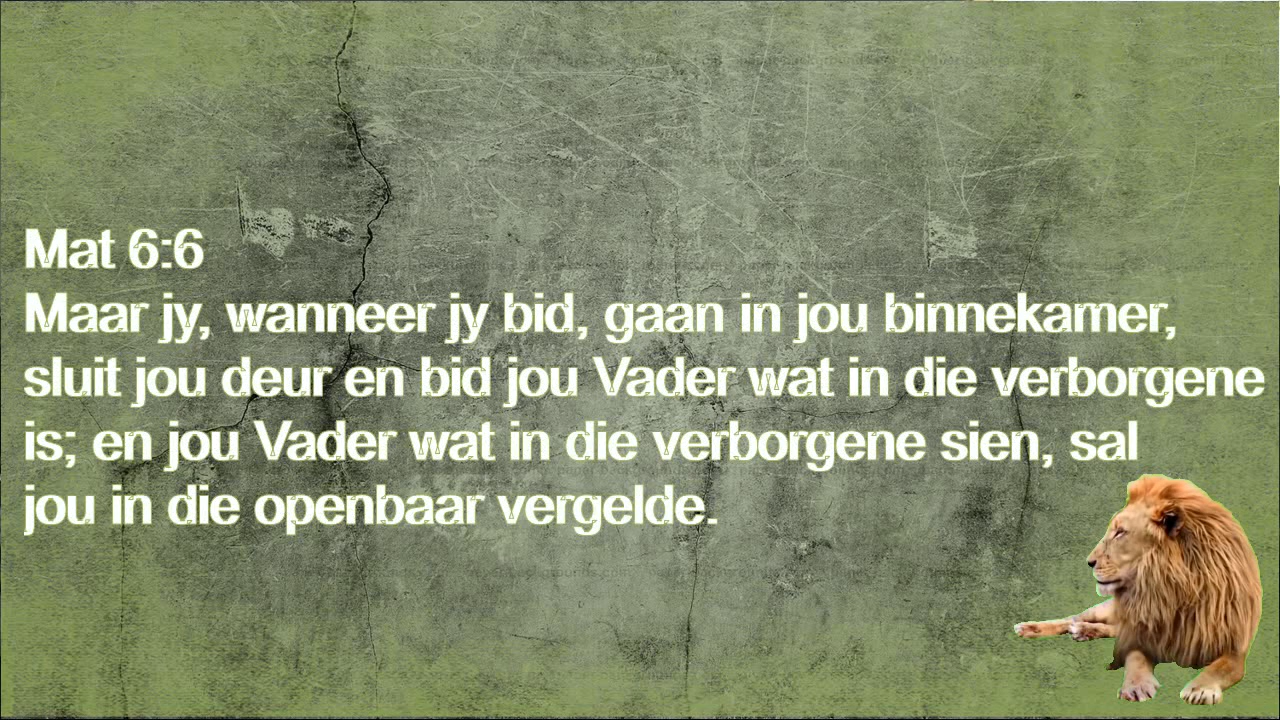 Mat 6:6
Maar jy, wanneer jy bid, gaan in jou binnekamer,
sluit jou deur en bid jou Vader wat in die verborgene
is; en jou Vader wat in die verborgene sien, sal
jou in die openbaar vergelde.